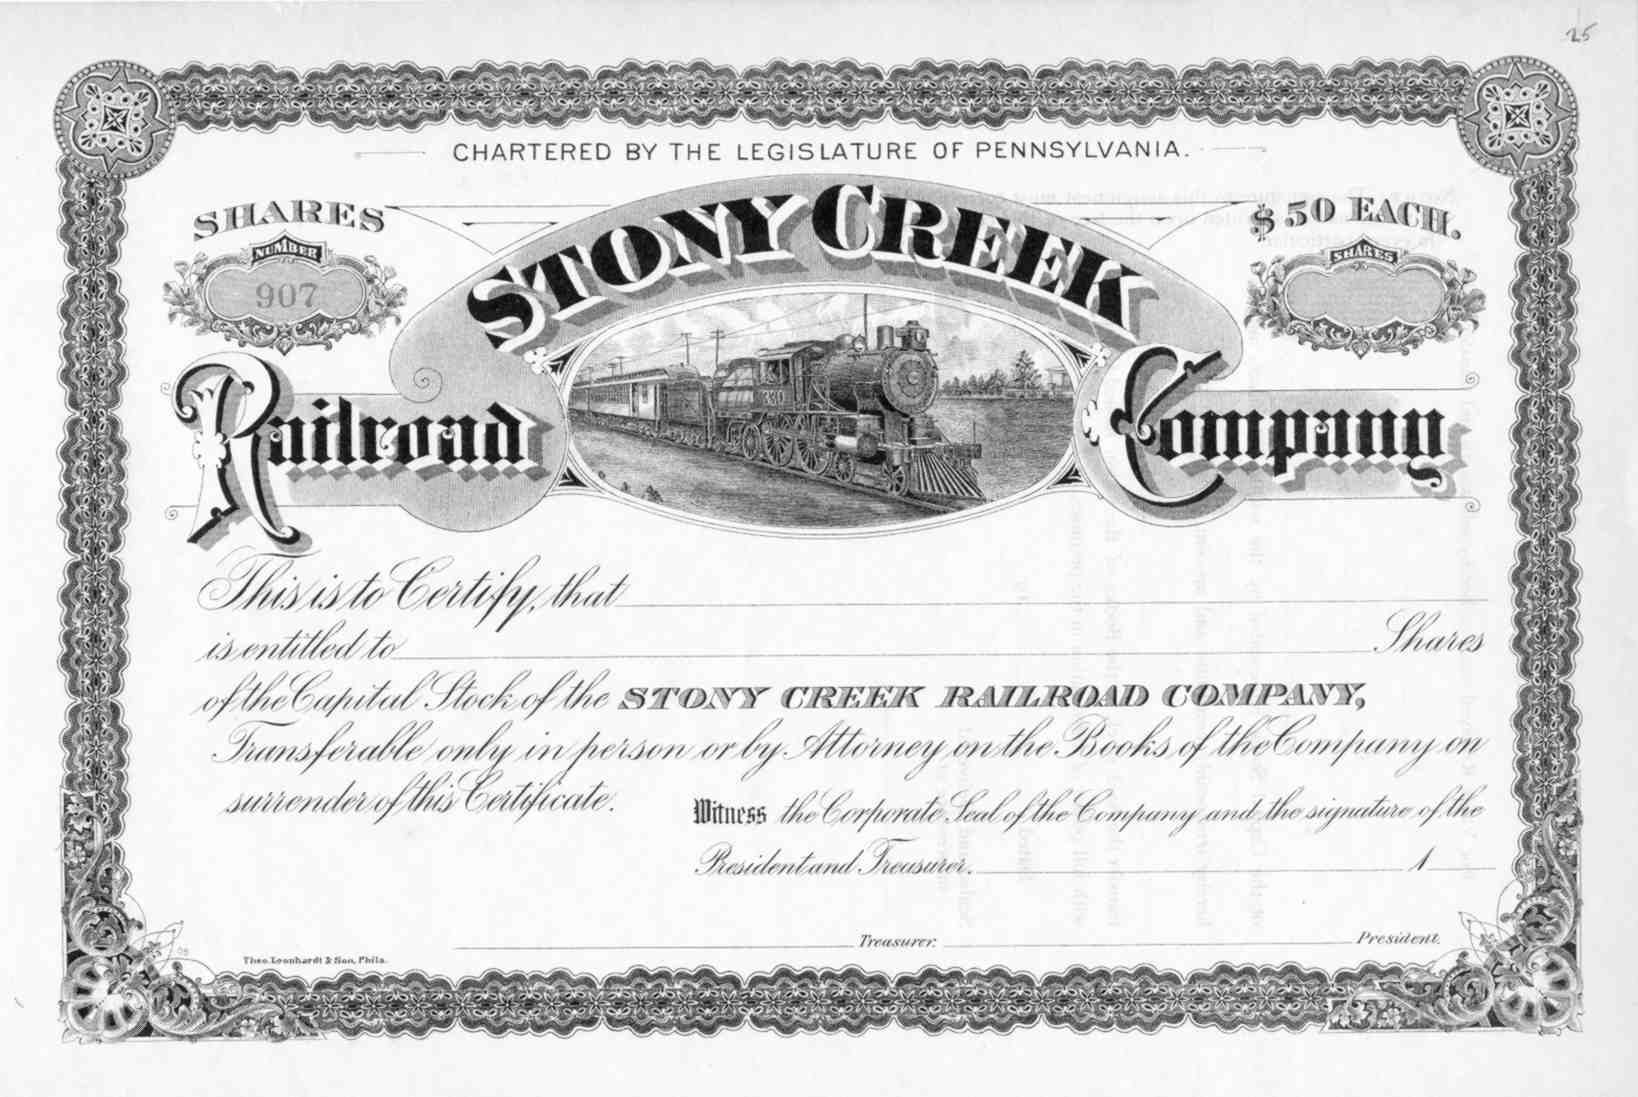 25
CHARTERED BY THE LEGISLATURE OF PENNSYLVANIA.
SHARES
$50 EACH.
NUMBER
907
SHARES
STONY CREEK
Railroad Company
330
This is to Certify, that
is entitled to Shares
of the Capital Stock of the STONY CREEK RAILROAD COMPANY,
Transferable only in person or by Attorney on the Books of the Company on
surrender of this Certificate.
Witness the Corporate Seal of the Company and the signature of the
President and Treasurer. 1
Treasurer. President.
Theo. Leonhardt & Son, Phila.